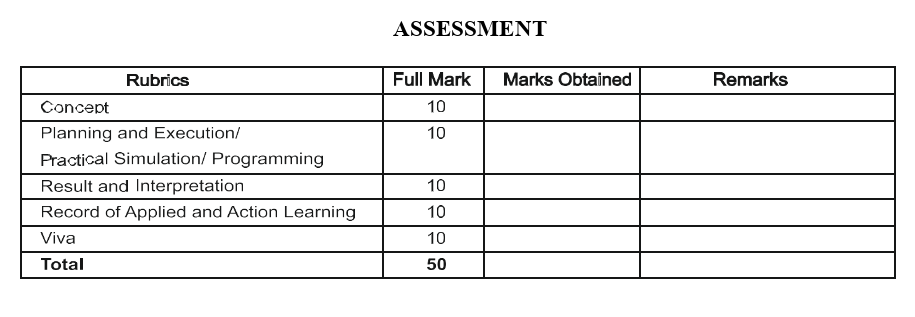 ASSESSMENT
Rubrics Full Mark Marks Obtained Remarks
Concept 10
Planning and Execution/ 10
Practical Simulation/ Programming
Result and Interpretation 10
Record of Applied and Action Learning 10
Viva 10
Total 50